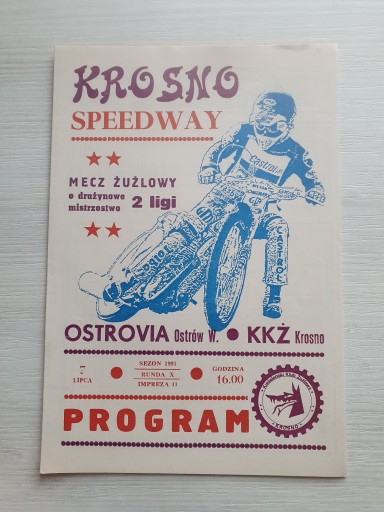 KROSNO
SPEEDWAY
MECZ ŻUŻLOWY
o drużynowe
mistrzostwo 2 ligi
OSTROVIA Ostrów W. • KKŻ Krosno
7
LIPCA
SEZON 1991
RUNDA X
IMPREZA 11
GODZINA
16.00
PROGRAM
KROSNO